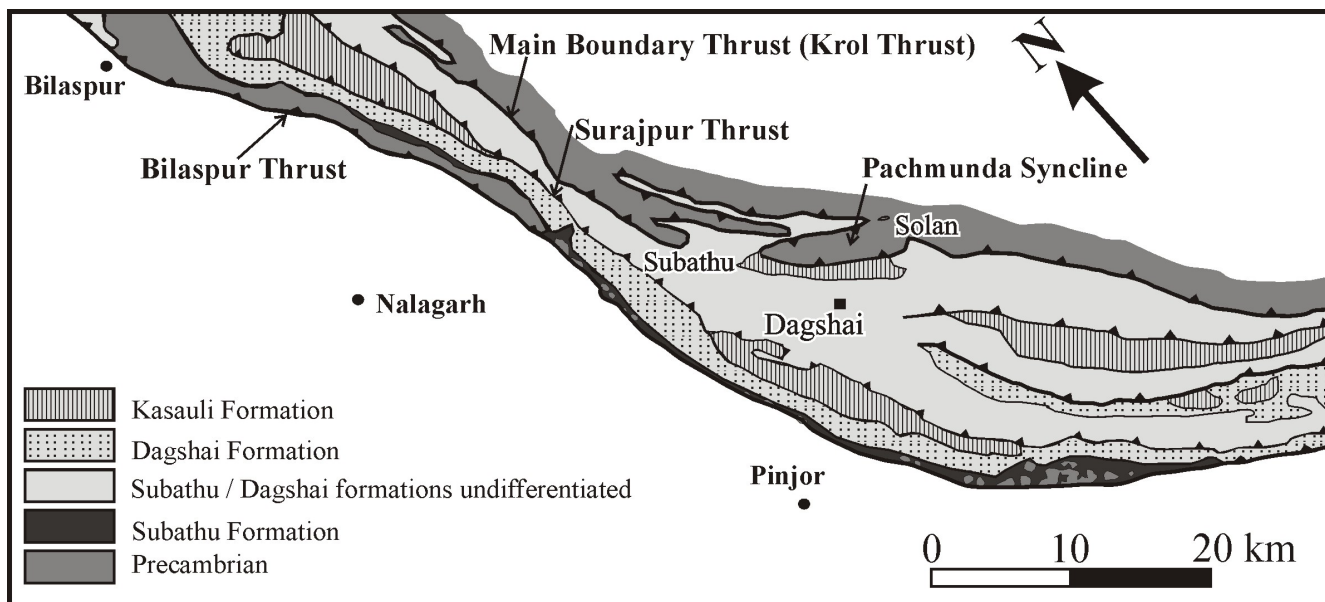 N
Main Boundary Thrust (Krol Thrust)
Bilaspur
Surajpur Thrust
Bilaspur Thrust
Pachmunda Syncline
Solan
Subathu
Nalagarh
Dagshai
Kasauli Formation
Dagshai Formation
Subathu / Dagshai formations undifferentiated
Subathu Formation
Precambrian
Pinjor
0 10 20 km